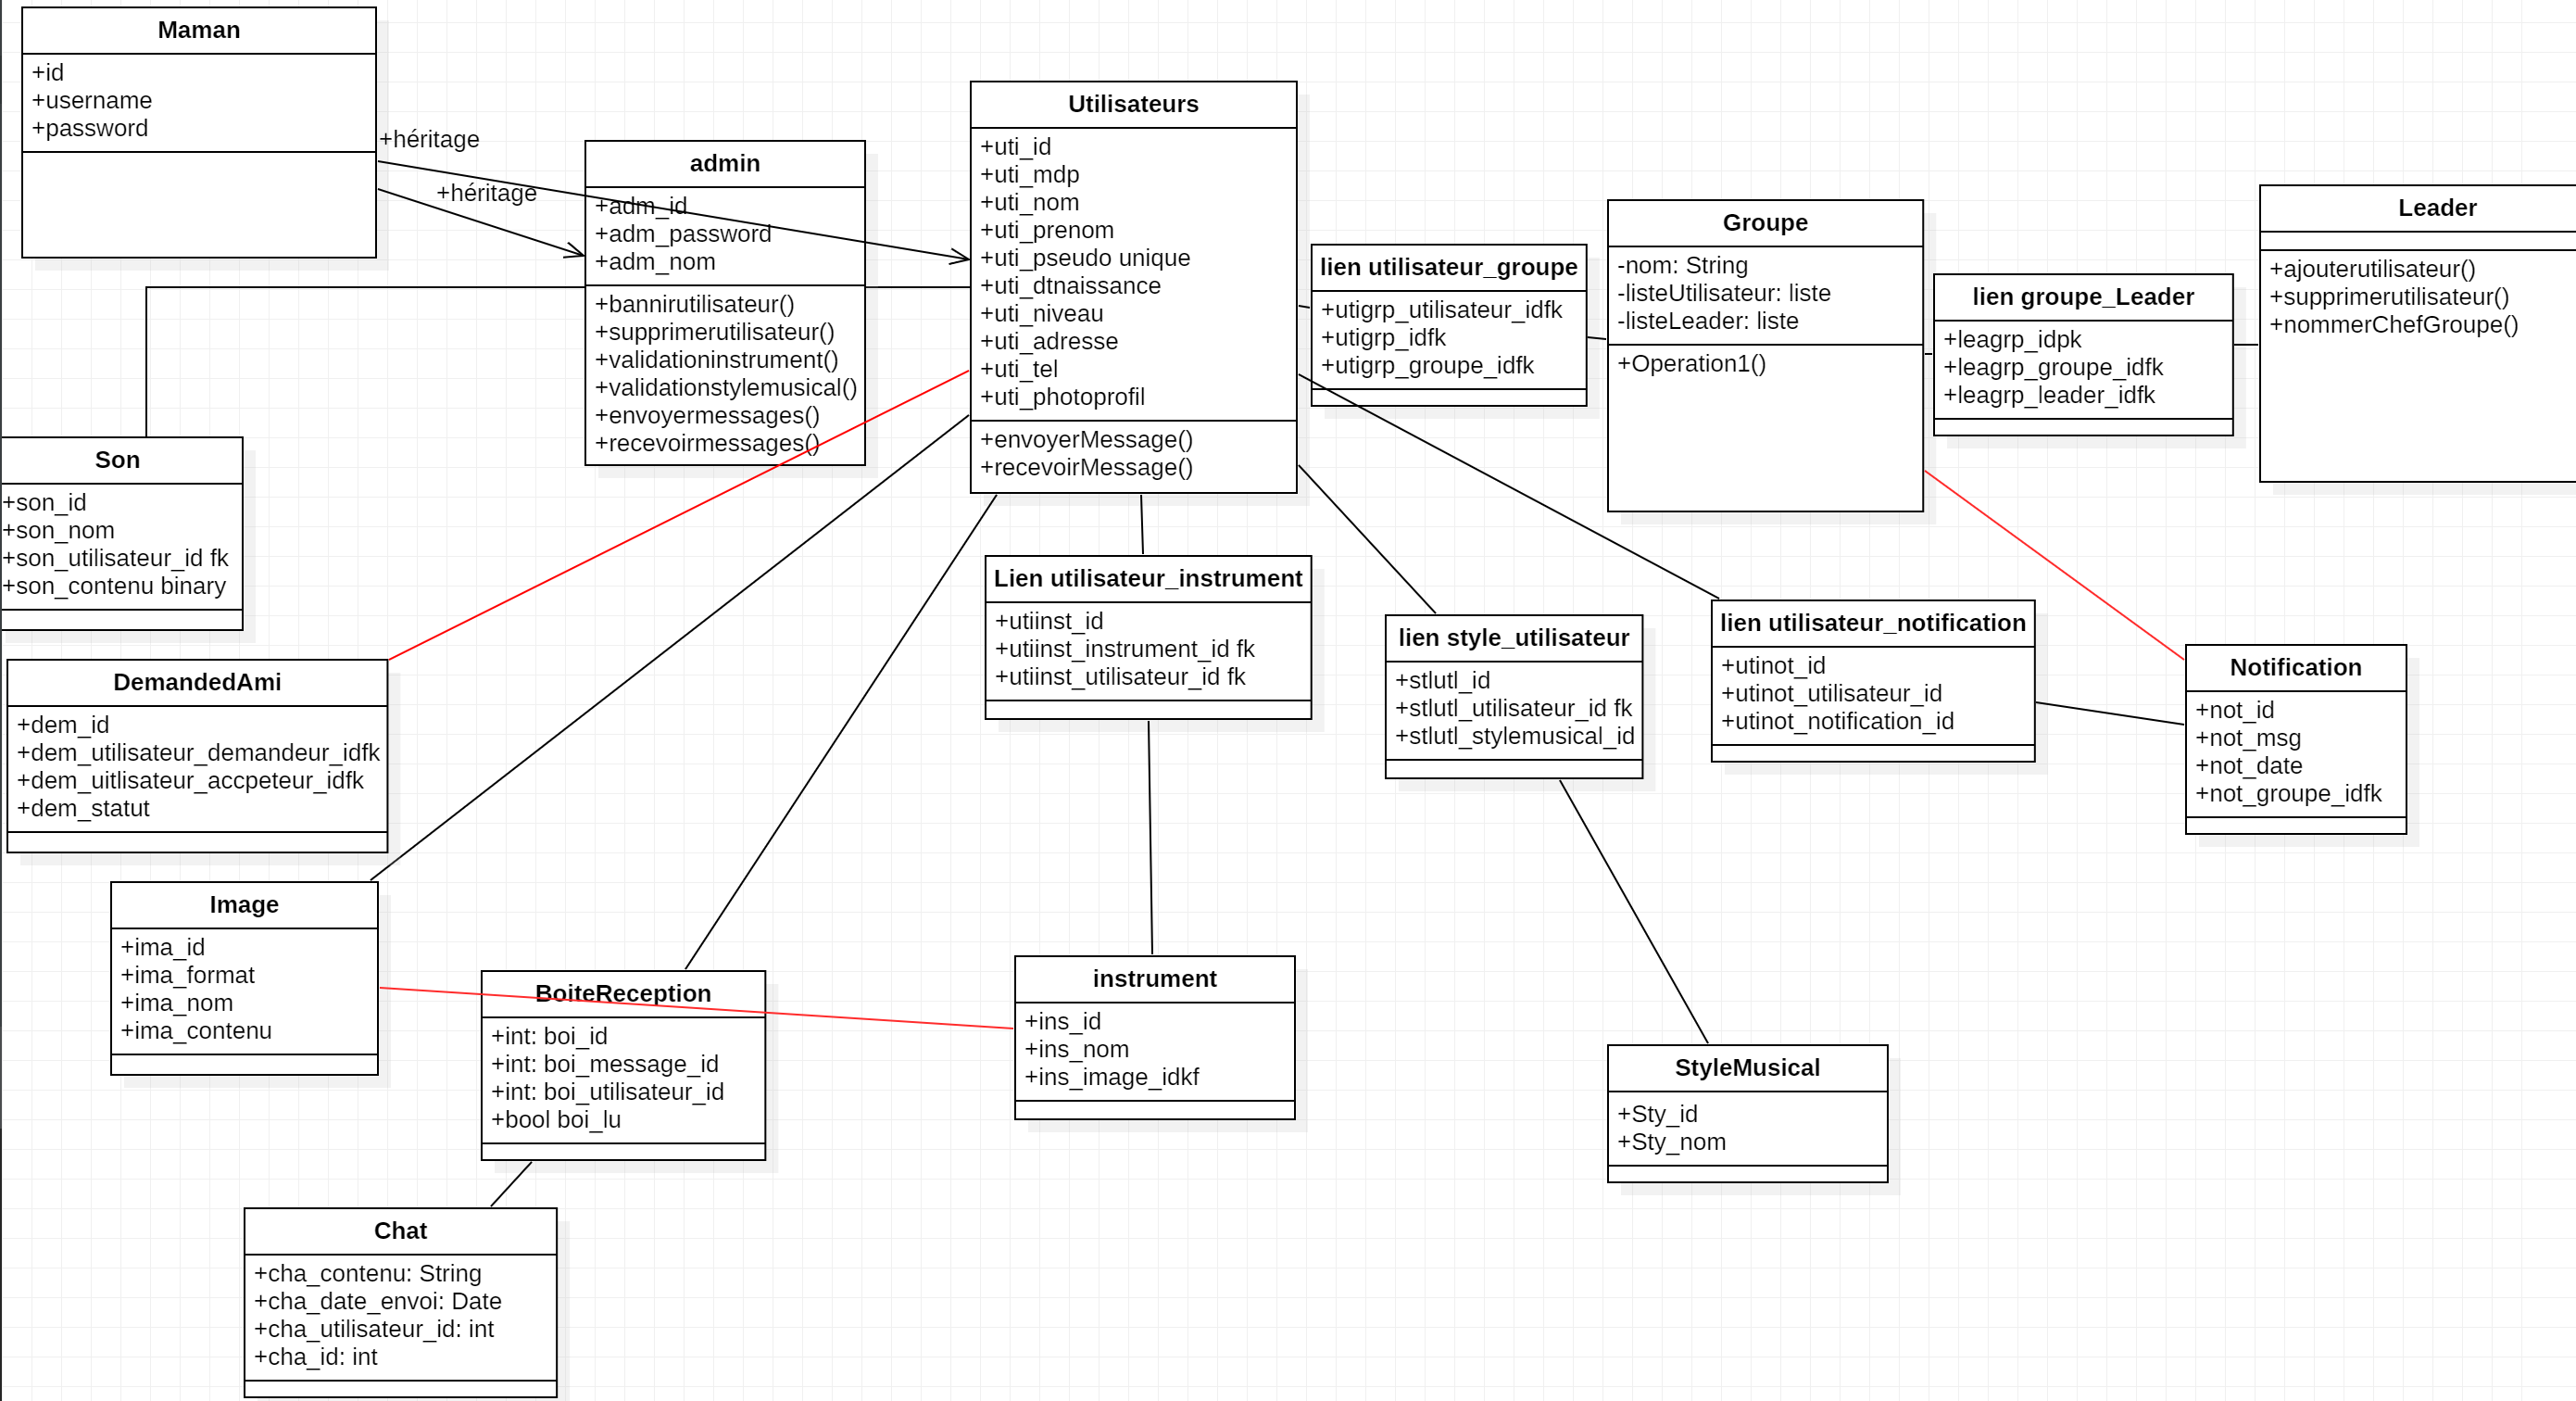 Maman
+id
+username
+password
+héritage
+héritage
admin
+adm_id
+adm_password
+adm_nom
+bannirutilisateur()
+supprimerutilisateur()
+validationinstrument()
+validationstylemusical()
+envoyermessages()
+recevoirmessages()
Utilisateurs
+uti_id
+uti_mdp
+uti_nom
+uti_prenom
+uti_pseudo unique
+uti_dtnaissance
+uti_niveau
+uti_adresse
+uti_tel
+uti_photoprofil
+envoyerMessage()
+recevoirMessage()
lien utilisateur_groupe
+utigrp_utilisateur_idfk
+utigrp_idfk
+utigrp_groupe_idfk
Groupe
-nom: String
-listeUtilisateur: liste
-listeLeader: liste
+Operation1()
lien groupe_Leader
+leagrp_idpk
+leagrp_groupe_idfk
+leagrp_leader_idfk
Leader
+ajouterutilisateur()
+supprimerutilisateur()
+nommerChefGroupe()
Son
+son_id
+son_nom
+son_utilisateur_id fk
+son_contenu binary
DemandedAmi
+dem_id
+dem_utilisateur_demandeur_idfk
+dem_uitlisateur_accpeteur_idfk
+dem_statut
Lien utilisateur_instrument
+utiinst_id
+utiinst_instrument_id fk
+utiinst_utilisateur_id fk
lien style_utilisateur
+stlutl_id
+stlutl_utilisateur_id fk
+stlutl_stylemusical_id
lien utilisateur_notification
+utinot_id
+utinot_utilisateur_id
+utinot_notification_id
Notification
+not_id
+not_msg
+not_date
+not_groupe_idfk
Image
+ima_id
+ima_format
+ima_nom
+ima_contenu
BoiteReception
+int: boi_id
+int: boi_message_id
+int: boi_utilisateur_id
+bool boi_lu
instrument
+ins_id
+ins_nom
+ins_image_idkf
StyleMusical
+Sty_id
+Sty_nom
Chat
+cha_contenu: String
+cha_date_envoi: Date
+cha_utilisateur_id: int
+cha_id: int